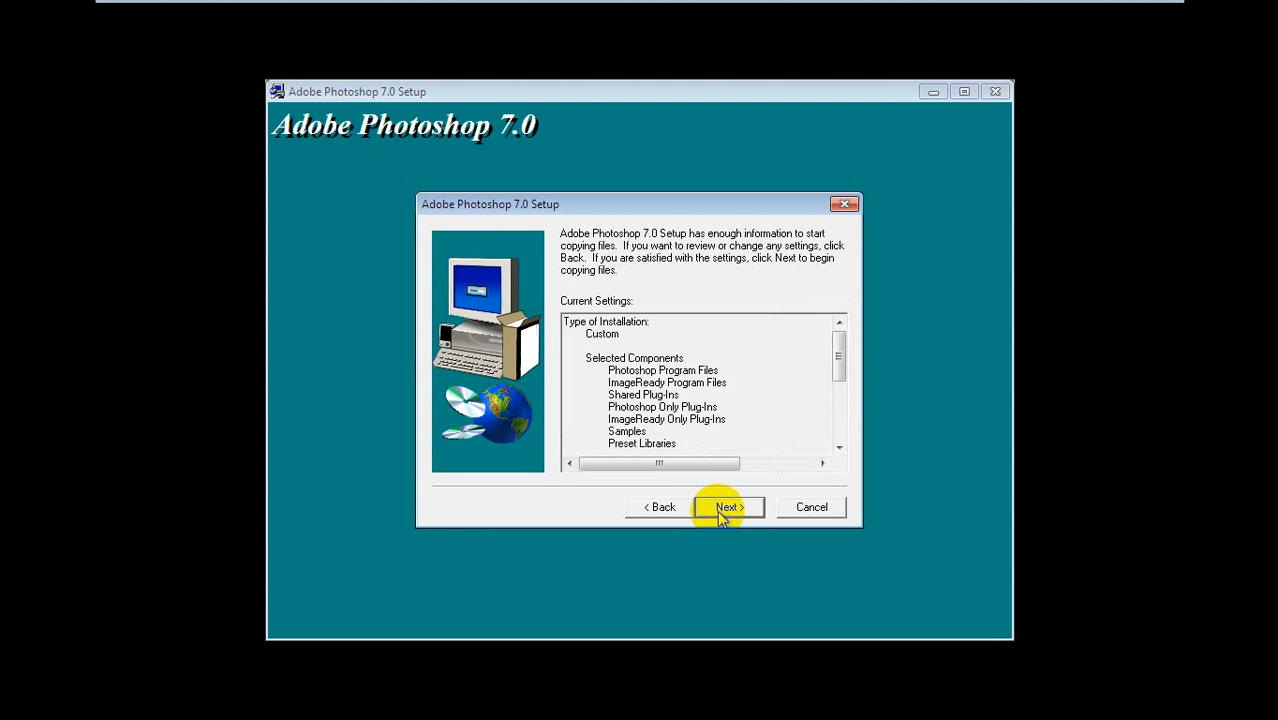 Adobe Photoshop 7.0 Setup
Adobe Photoshop 7.0
Adobe Photoshop 7.0 Setup
Adobe Photoshop 7.0 Setup has enough information to start
copying files.  If you want to review or change any settings, click
Back.  If you are satisfied with the settings, click Next to begin
copying files.
Current Settings:
Type of Installation:
Custom
Selected Components
Photoshop Program Files
ImageReady Program Files
Shared Plug-Ins
Photoshop Only Plug-Ins
ImageReady Only Plug-Ins
Samples
Preset Libraries
< Back
Next >
Cancel